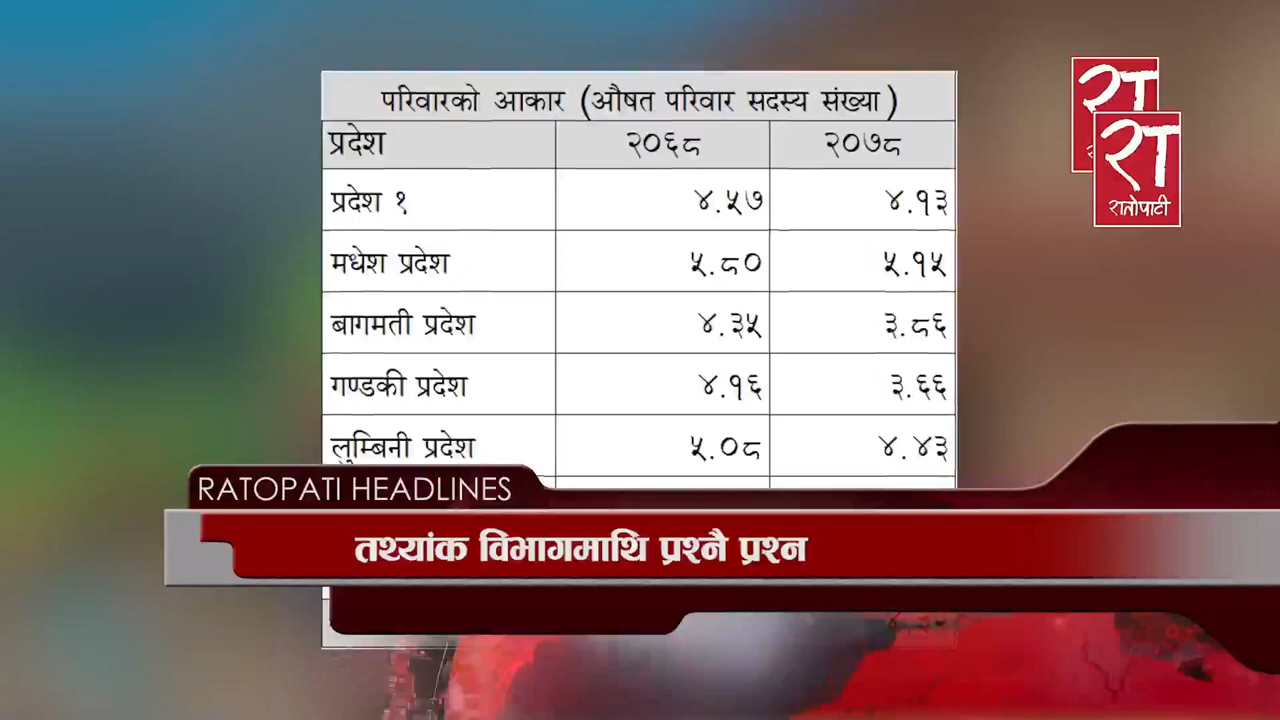 परिवारको आकार (औषत परिवार सदस्य संख्या)
प्रदेश २०६८ २०७८
प्रदेश १ ४.५७ ४.१३
मधेश प्रदेश ५.८० ५.१५
बागमती प्रदेश ४.३५ ३.८६
गण्डकी प्रदेश ४.१६ ३.६६
लुम्बिनी प्रदेश ५.०८ ४.४३
रा
रा
रातोपाटी
RATOPATI HEADLINES
तथ्यांक विभागमाथि प्रश्नै प्रश्न